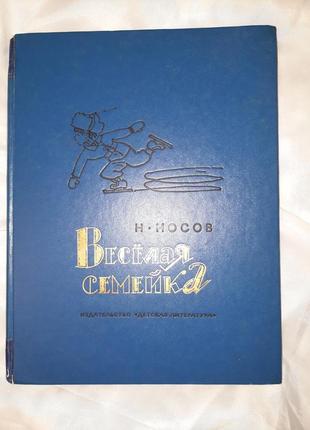 Н·НОСОВ
Весёлая
семейка
ИЗДАТЕЛЬСТВО «ДЕТСКАЯ ЛИТЕРАТУРА»